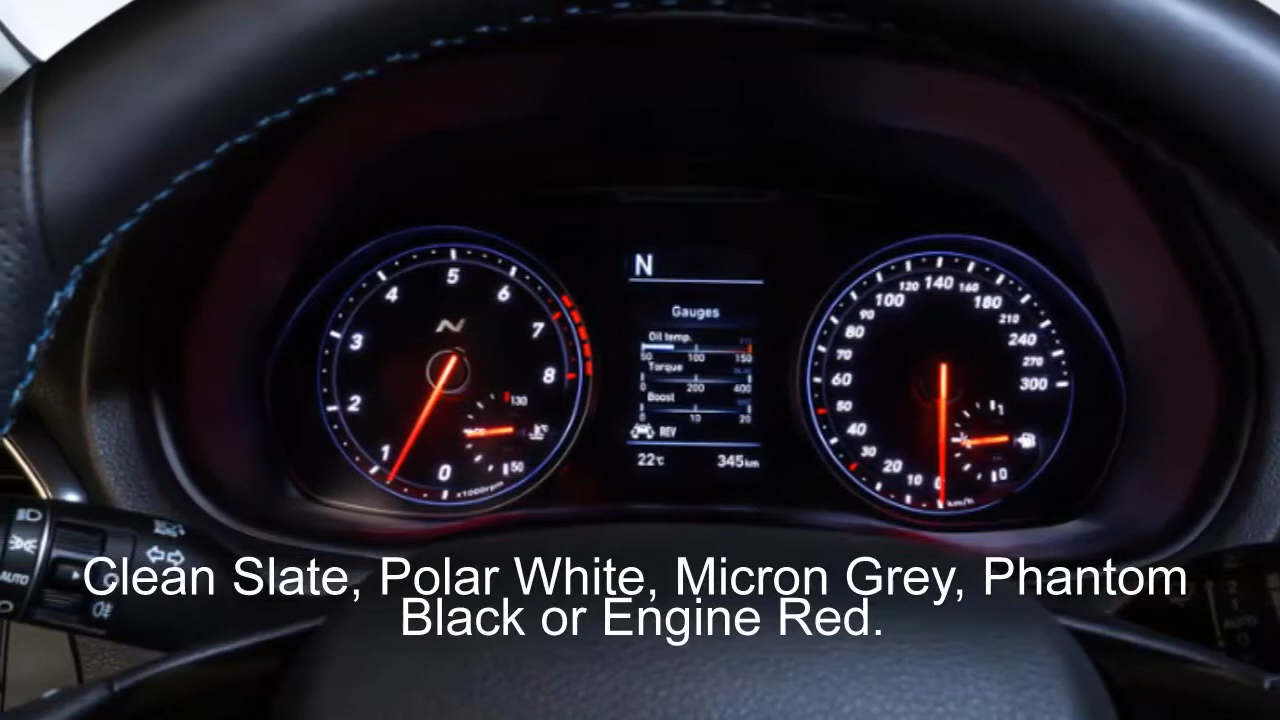 N
Gauges
Oil temp.
50 100 150
Torque
0 200 400
Boost
0 10 20
REV
22℃ 345km
0 1 2 3 4 5 6 7 8
N
130
50
x1000rpm
0 10 20 30 40 50 60 70 80 90 100 120 140 160 180 210 240 270 300
1
0
km/h
AUTO
Clean Slate, Polar White, Micron Grey, Phantom
Black or Engine Red.